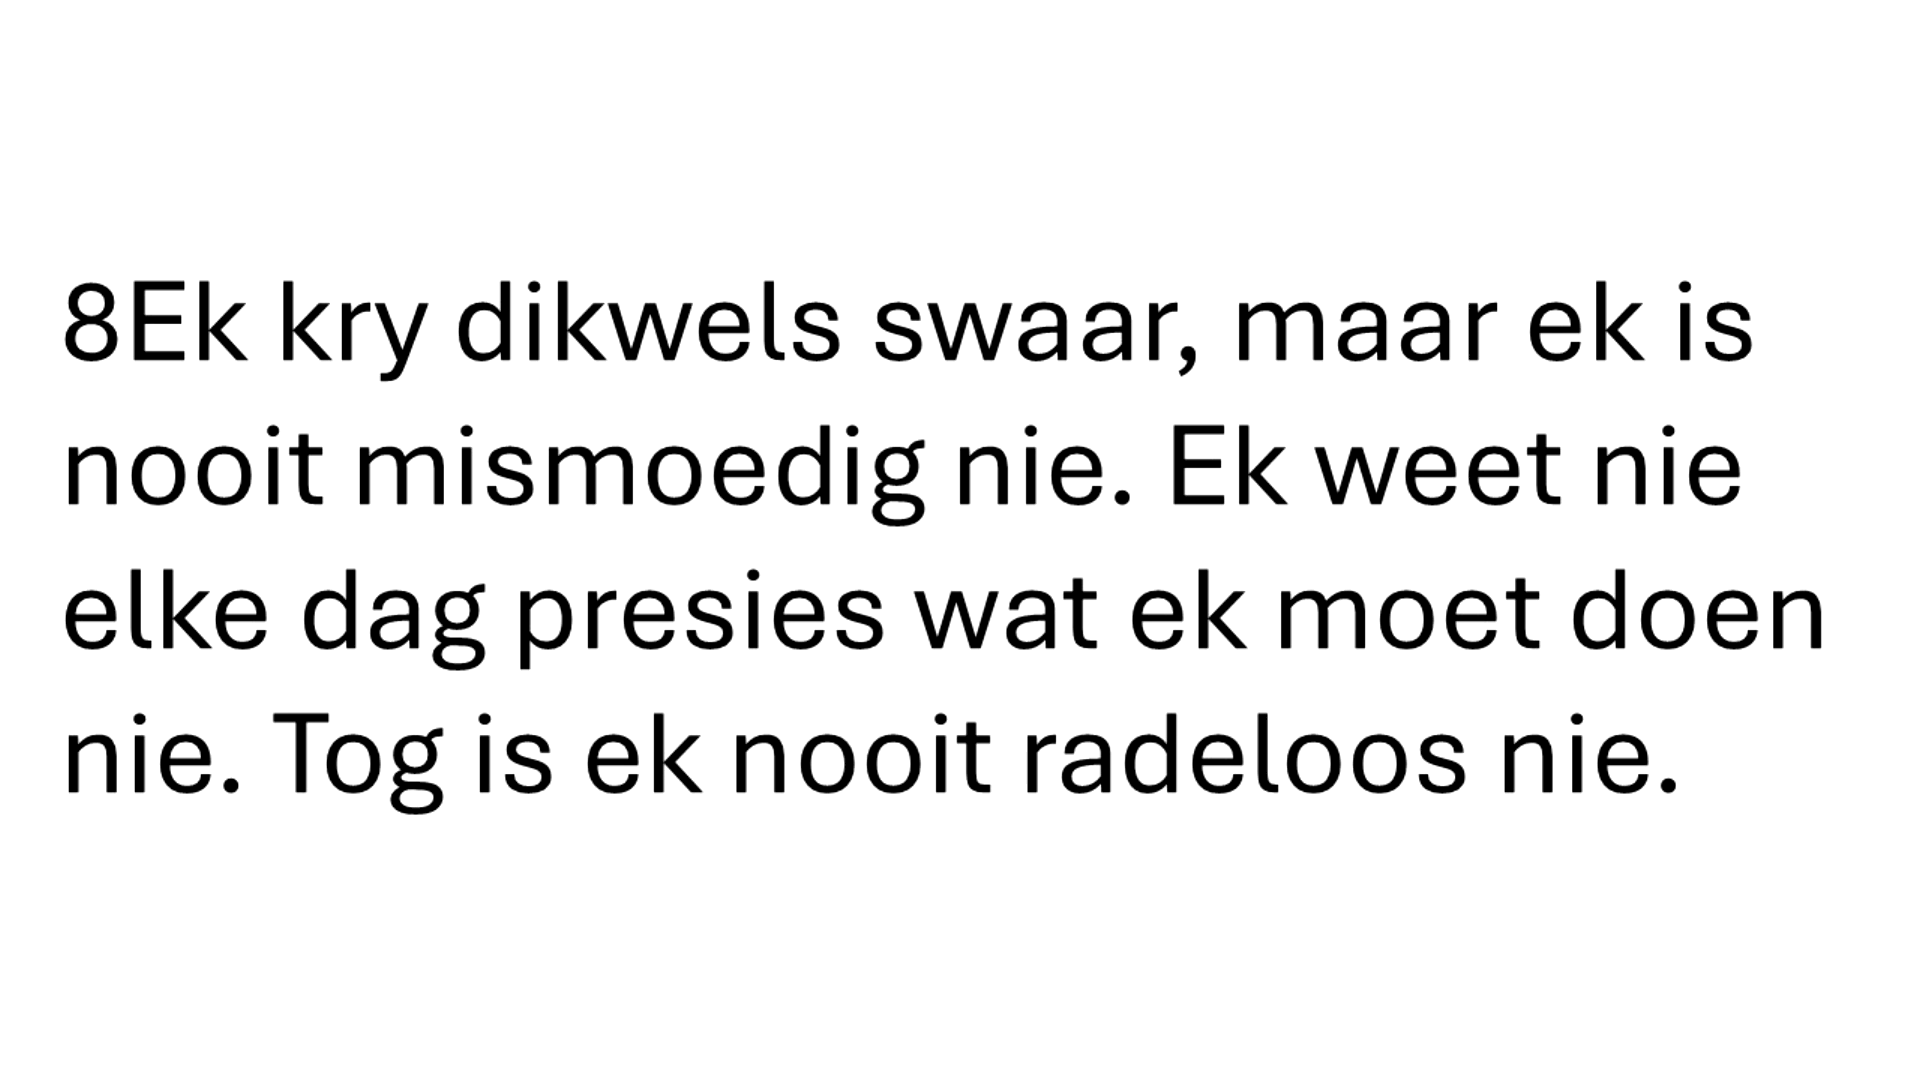 8Ek kry dikwels swaar, maar ek is
nooit mismoedig nie. Ek weet nie
elke dag presies wat ek moet doen
nie. Tog is ek nooit radeloos nie.